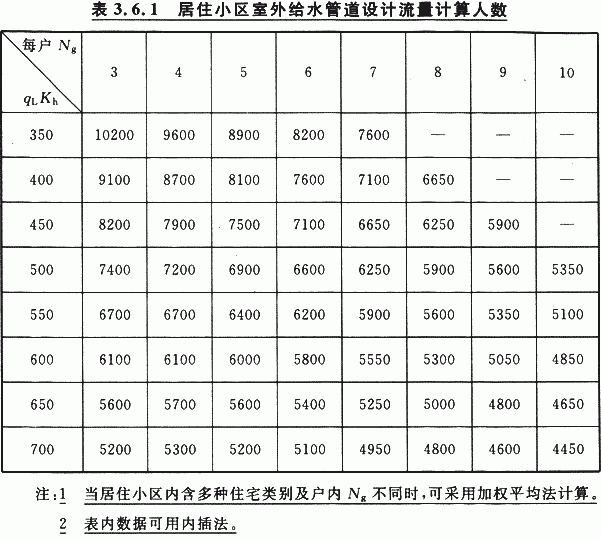 表 3.6.1 居住小区室外给水管道设计流量计算人数
每户 Ng
qLKh
3 4 5 6 7 8 9 10
350 10200 9600 8900 8200 7600 — — —
400 9100 8700 8100 7600 7100 6650 — —
450 8200 7900 7500 7100 6650 6250 5900 —
500 7400 7200 6900 6600 6250 5900 5600 5350
550 6700 6700 6400 6200 5900 5600 5350 5100
600 6100 6100 6000 5800 5550 5300 5050 4850
650 5600 5700 5600 5400 5250 5000 4800 4650
700 5200 5300 5200 5100 4950 4800 4600 4450
注:1 当居住小区内含多种住宅类别及户内 Ng 不同时,可采用加权平均法计算。
2 表内数据可用内插法。